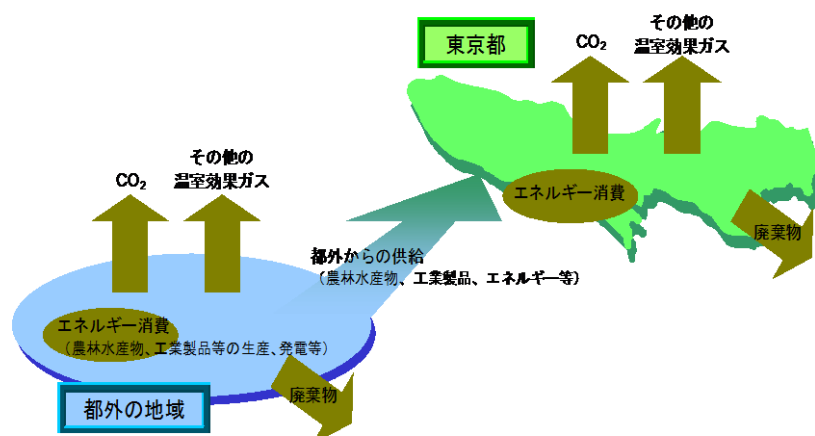 東京都
CO₂
その他の
温室効果ガス
エネルギー消費
廃棄物
CO₂
その他の
温室効果ガス
都外からの供給
（農林水産物、工業製品、エネルギー等）
エネルギー消費
（農林水産物、工業製品等の生産、発電等）
廃棄物
都外の地域